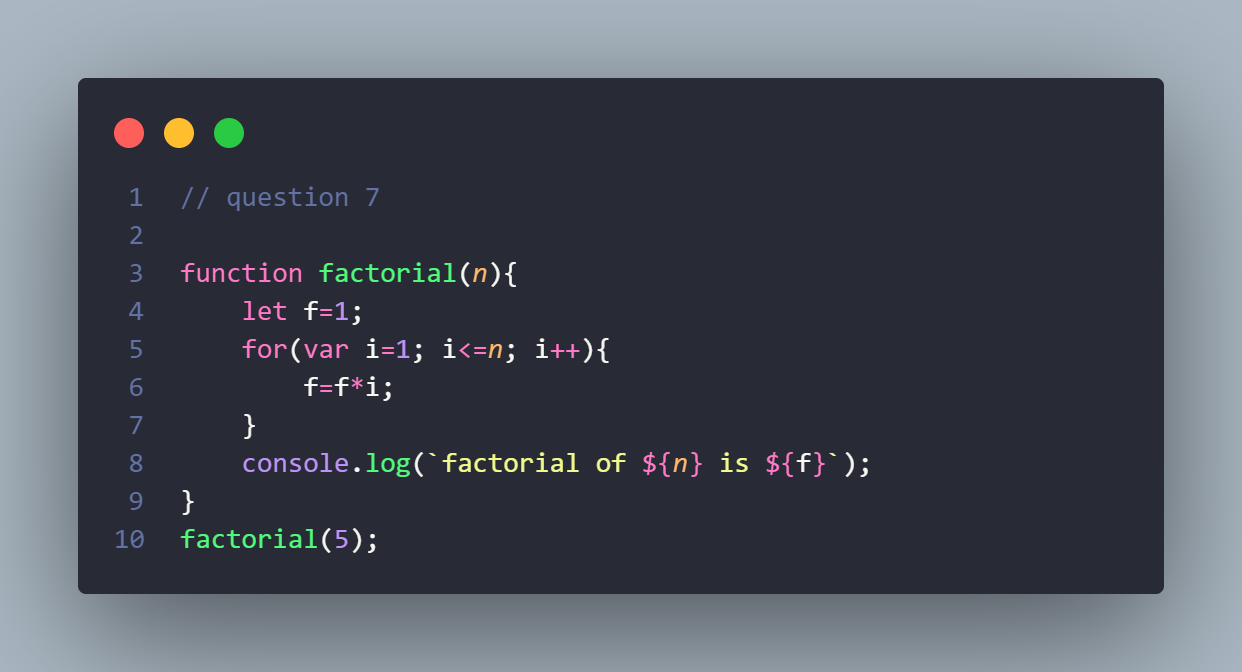 1 // question 7
2
3 function factorial(n){
4     let f=1;
5     for(var i=1; i<=n; i++){
6         f=f*i;
7     }
8     console.log(`factorial of ${n} is ${f}`);
9 }
10 factorial(5);